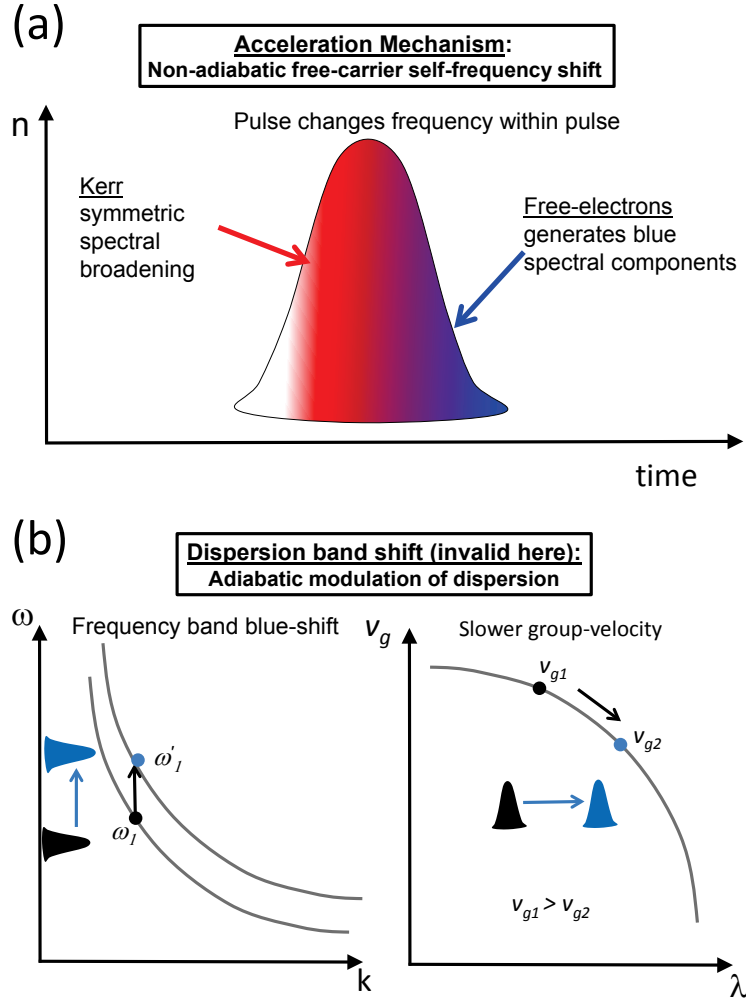 (a)
Acceleration Mechanism:
Non-adiabatic free-carrier self-frequency shift
n
Pulse changes frequency within pulse
Kerr
symmetric
spectral
broadening
Free-electrons
generates blue
spectral components
time
(b)
Dispersion band shift (invalid here):
Adiabatic modulation of dispersion
ω
Frequency band blue-shift
ω'1
ω1
k
vg
Slower group-velocity
vg1
vg2
vg1 > vg2
λ